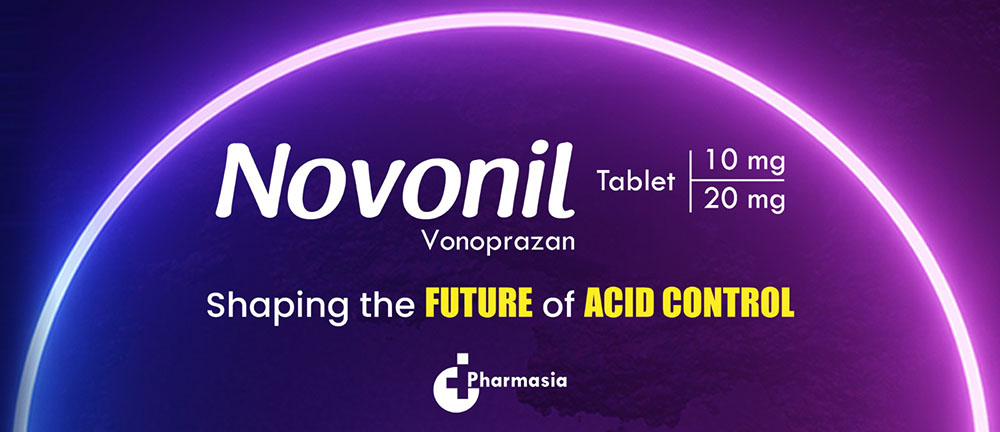 Novonil Tablet 10 mg
20 mg
Vonoprazan
Shaping the FUTURE of ACID CONTROL
Pharmasia